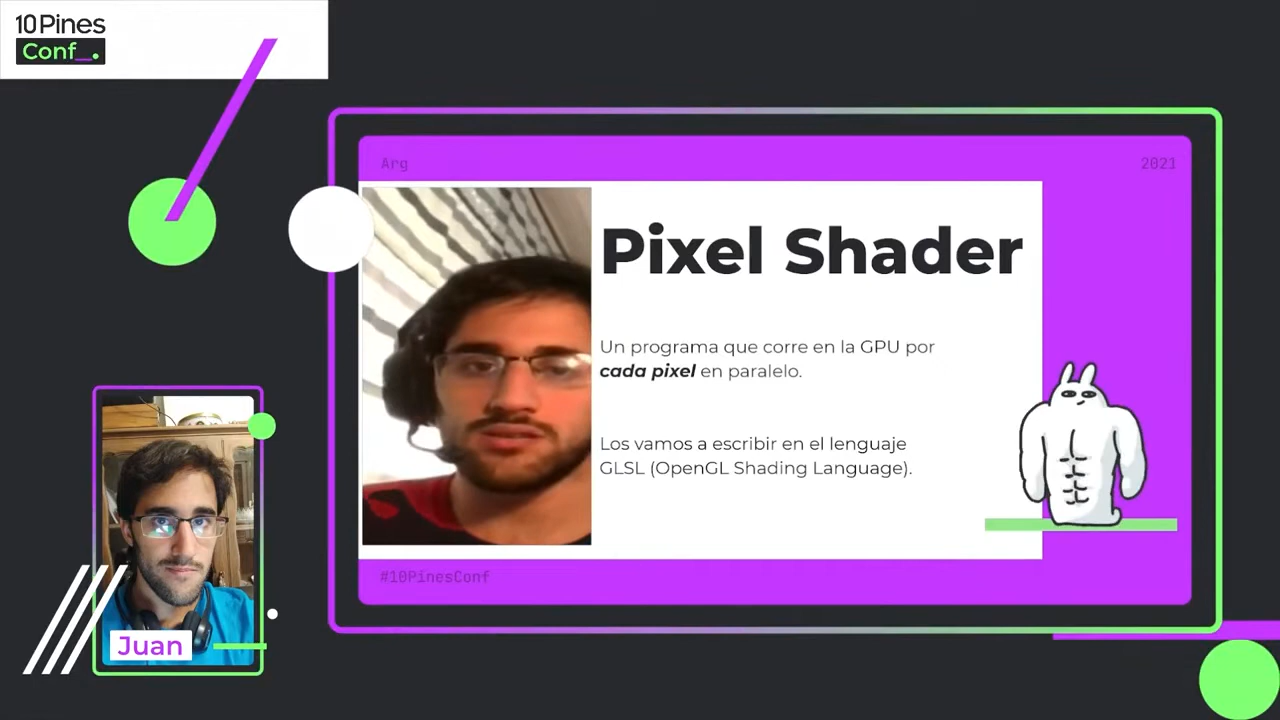 10Pines
Conf_.
Arg
2021
Pixel Shader
Un programa que corre en la GPU por
cada pixel en paralelo.
Los vamos a escribir en el lenguaje
GLSL (OpenGL Shading Language).
#10PinesConf
Juan